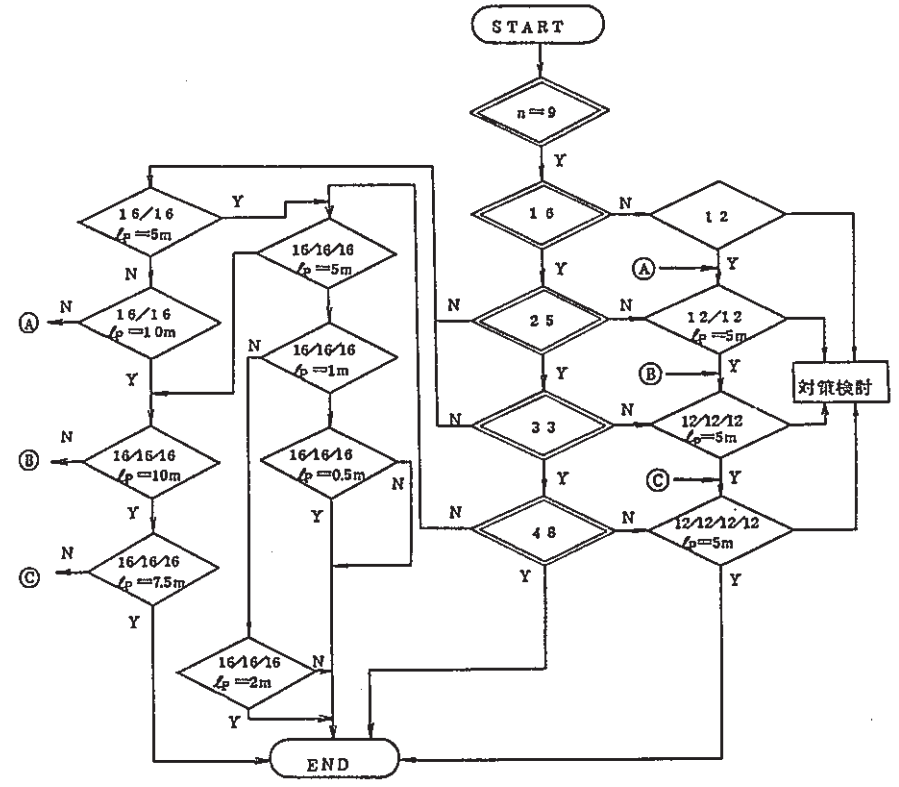 START
n＝9
Y
16
N
12
Y
Y
Ⓐ
16／16
ℓP＝5m
Y
N
16/16/16
ℓP＝5m
N
25
N
12／12
ℓP＝5m
Ⓐ
N
16／16
ℓP＝10m
Y
N
16/16/16
ℓP＝1m
Y
Ⓑ
Y
対策検討
N
33
N
12/12/12
ℓP＝5m
Ⓑ
N
16/16/16
ℓP＝10m
Y
16/16/16
ℓP＝0.5m
N
Y
Y
Ⓒ
Y
N
48
N
12/12/12/12
ℓP＝5m
Ⓒ
N
16/16/16
ℓP＝7.5m
Y
Y
Y
16/16/16
ℓP＝2m
N
Y
END